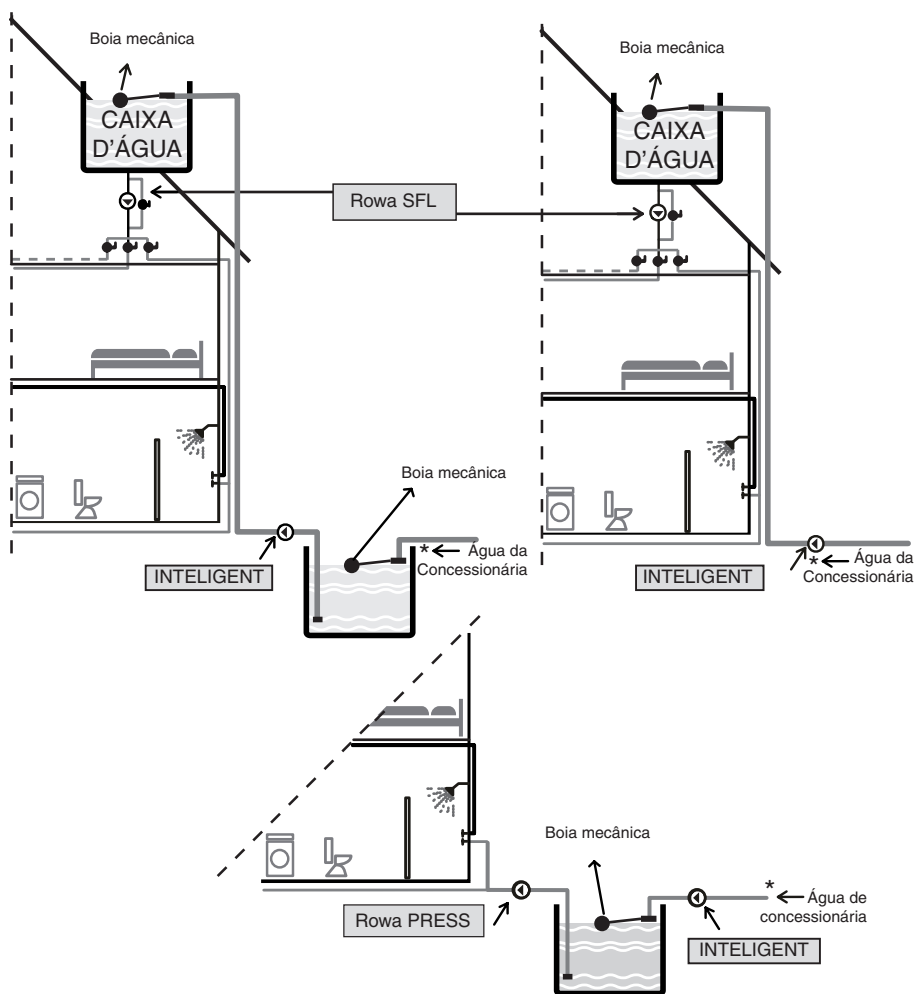 Boia mecânica
CAIXA
D'ÁGUA
Rowa SFL
Boia mecânica
* Água da
Concessionária
INTELIGENT
Boia mecânica
CAIXA
D'ÁGUA
INTELIGENT
* Água da
Concessionária
Boia mecânica
Rowa PRESS
* Água de
concessionária
INTELIGENT